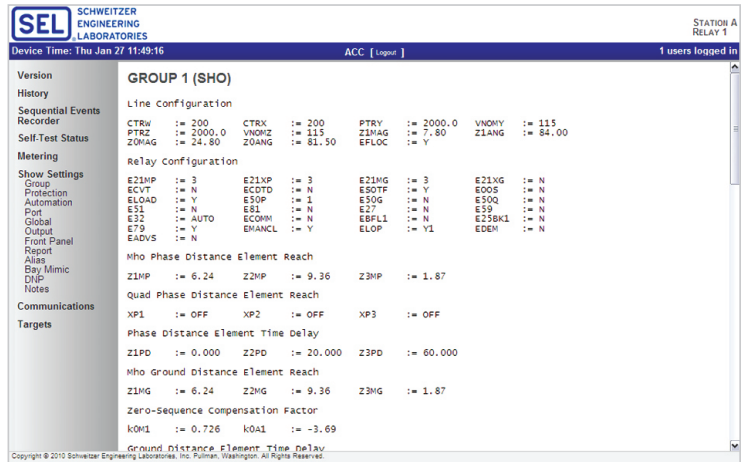 SEL SCHWEITZER
ENGINEERING
LABORATORIES
STATION A
RELAY 1
Device Time: Thu Jan 27 11:49:16 ACC [ Logout ] 1 users logged in
Version
History
Sequential Events
Recorder
Self-Test Status
Metering
Show Settings
Group
Protection
Automation
Port
Global
Output
Front Panel
Report
Alias
Bay Mimic
DNP
Notes
Communications
Targets
GROUP 1 (SHO)
Line Configuration
CTRW := 200 CTRX := 200 PTRY := 2000.0 VNOMY := 115
PTRZ := 2000.0 VNOMZ := 115 Z1MAG := 7.80 Z1ANG := 84.00
Z0MAG := 24.80 Z0ANG := 81.50 EFLOC := Y
Relay Configuration
E21MP := 3 E21XP := 3 E21MG := 3 E21XG := N
ECVT := N ECDTD := N ESOTF := Y EOOS := N
ELOAD := Y E50P := 1 E50G := N E50Q := N
E51 := N E81 := N E27 := N E59 := N
E32 := AUTO ECOMM := N EBFL1 := N E25BK1 := N
E79 := Y EMANCL := Y ELOP := Y1 EDEM := N
EADVS := N
Mho Phase Distance Element Reach
Z1MP := 6.24 Z2MP := 9.36 Z3MP := 1.87
Quad Phase Distance Element Reach
XP1 := OFF XP2 := OFF XP3 := OFF
Phase Distance Element Time Delay
Z1PD := 0.000 Z2PD := 20.000 Z3PD := 60.000
Mho Ground Distance Element Reach
Z1MG := 6.24 Z2MG := 9.36 Z3MG := 1.87
Zero-Sequence Compensation Factor
k0M1 := 0.726 k0A1 := -3.69
Ground Distance Element Time Delay
Copyright © 2010 Schweitzer Engineering Laboratories, Inc. Pullman, Washington. All Rights Reserved.